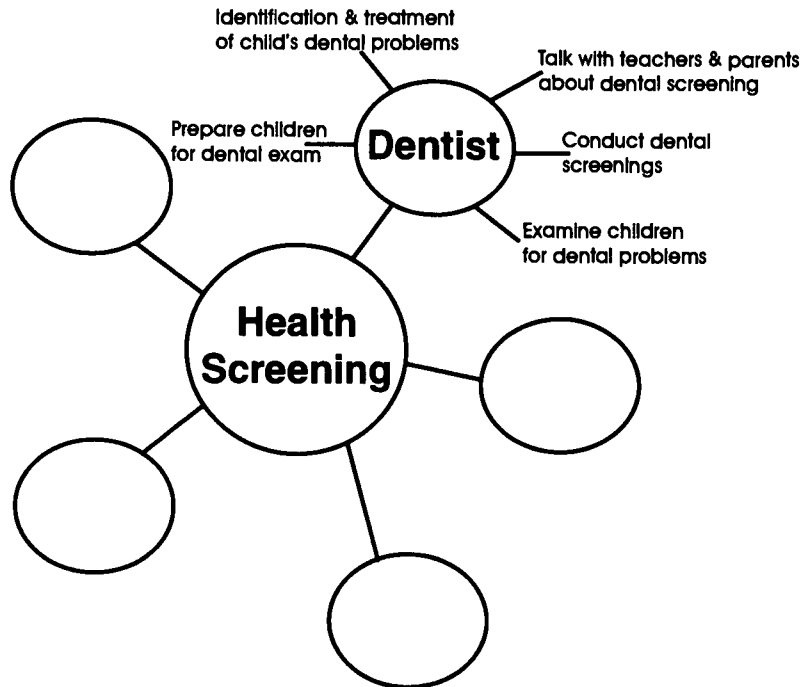 Identification & treatment
of child's dental problems
Talk with teachers & parents
about dental screening
Prepare children
for dental exam
Dentist
Conduct dental
screenings
Examine children
for dental problems
Health
Screening